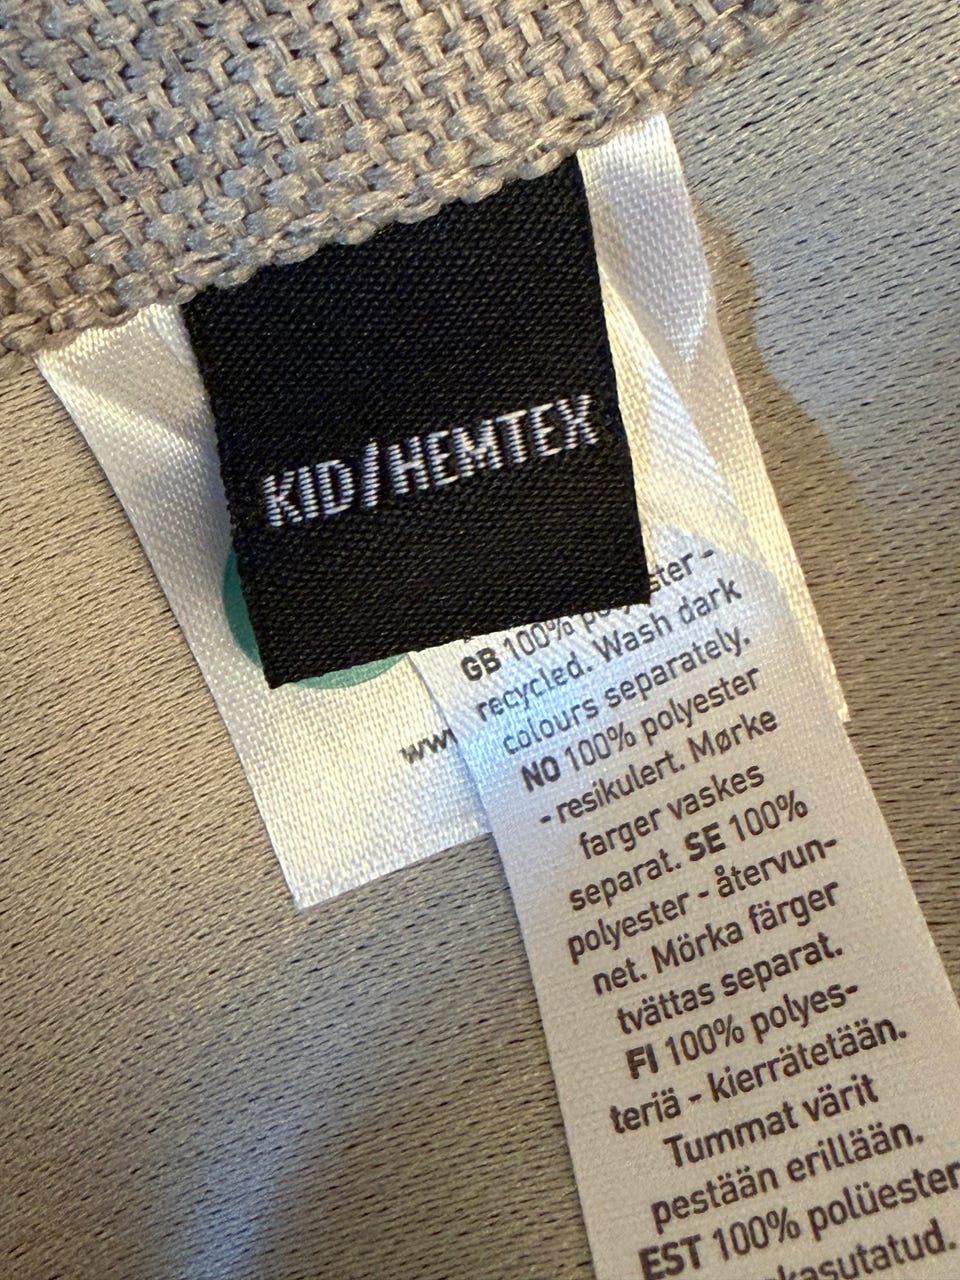 KID/HEMTEX
www
GB 100% polyester -
recycled. Wash dark
colours separately.
NO 100% polyester
- resikulert. Mørke
farger vaskes
separat. SE 100%
polyester - återvun-
net. Mörka färger
tvättas separat.
FI 100% polyes-
teriä - kierrätetään.
Tummat värit
pestään erillään.
EST 100% polüester
kasutatud.